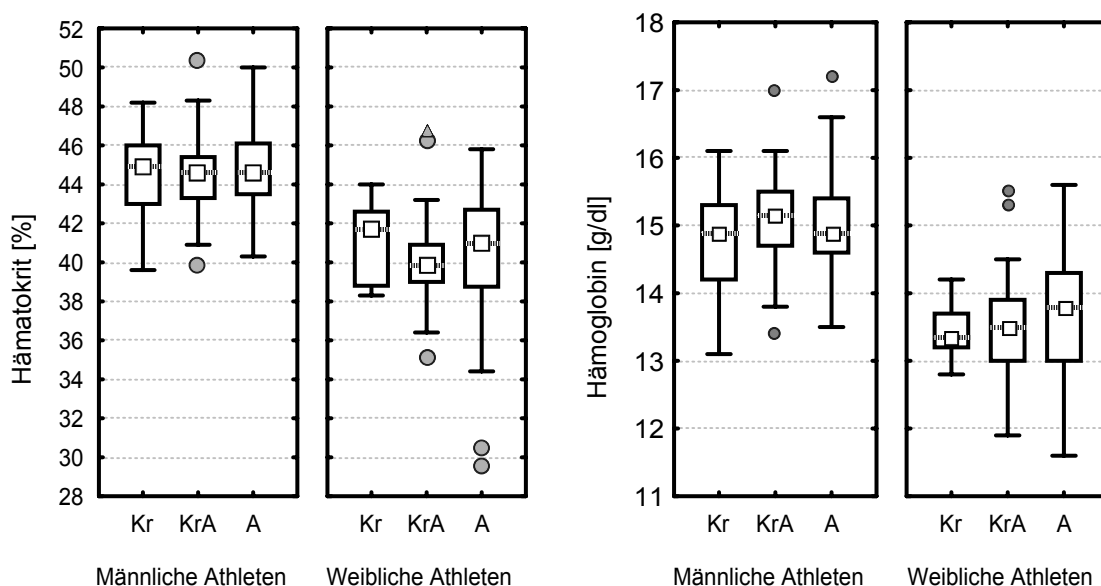 Hämatokrit [%]
52
50
48
46
44
42
40
38
36
34
32
30
28
Kr KrA A
Männliche Athleten
Kr KrA A
Weibliche Athleten
Hämoglobin [g/dl]
18
17
16
15
14
13
12
11
Kr KrA A
Männliche Athleten
Kr KrA A
Weibliche Athleten